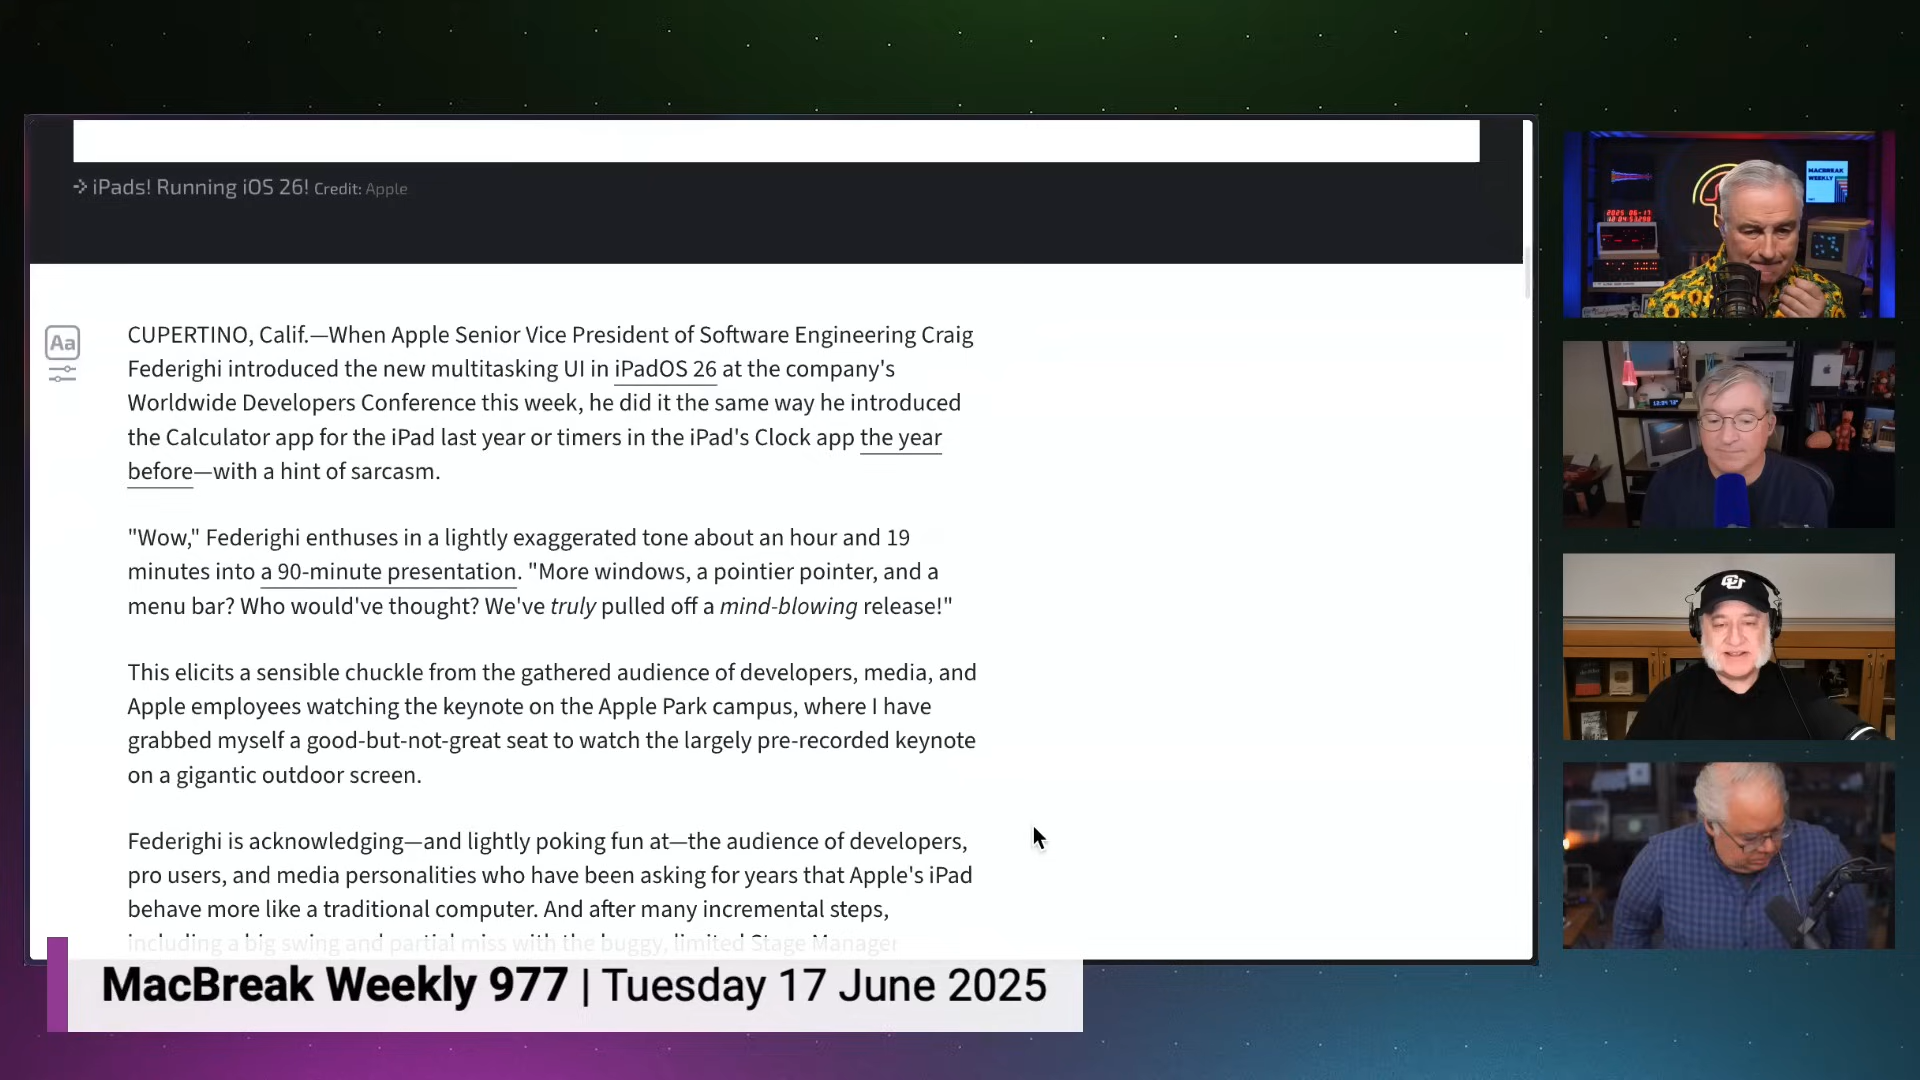 iPads! Running iOS 26! Credit: Apple
Aa
CUPERTINO, Calif.—When Apple Senior Vice President of Software Engineering Craig
Federighi introduced the new multitasking UI in iPadOS 26 at the company's
Worldwide Developers Conference this week, he did it the same way he introduced
the Calculator app for the iPad last year or timers in the iPad's Clock app the year
before—with a hint of sarcasm.
"Wow," Federighi enthuses in a lightly exaggerated tone about an hour and 19
minutes into a 90-minute presentation. "More windows, a pointier pointer, and a
menu bar? Who would've thought? We've truly pulled off a mind-blowing release!"
This elicits a sensible chuckle from the gathered audience of developers, media, and
Apple employees watching the keynote on the Apple Park campus, where I have
grabbed myself a good-but-not-great seat to watch the largely pre-recorded keynote
on a gigantic outdoor screen.
Federighi is acknowledging—and lightly poking fun at—the audience of developers,
pro users, and media personalities who have been asking for years that Apple's iPad
behave more like a traditional computer. And after many incremental steps,
including a big swing and partial miss with the buggy, limited Stage Manager
MacBreak Weekly 977 | Tuesday 17 June 2025
MACBREAK
WEEKLY
CU